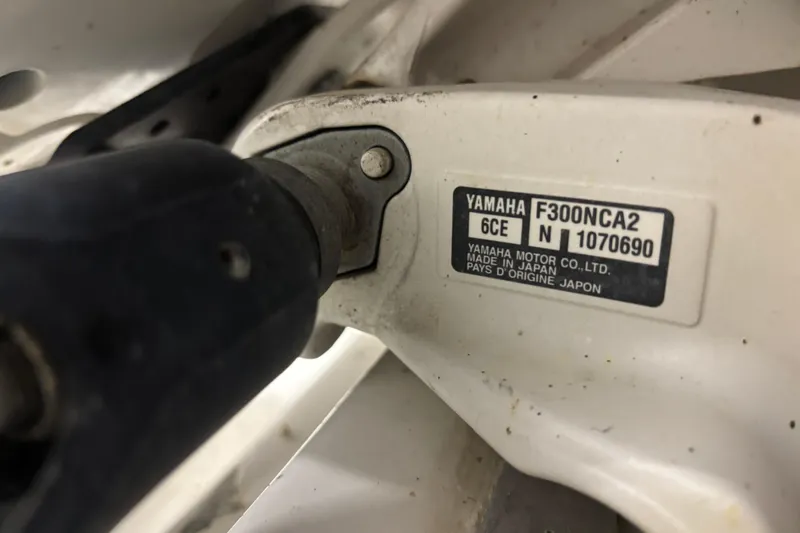 YAMAHA F300NCA2
6CE N 1070690
YAMAHA MOTOR CO.,LTD.
MADE IN JAPAN
PAYS D'ORIGINE JAPON